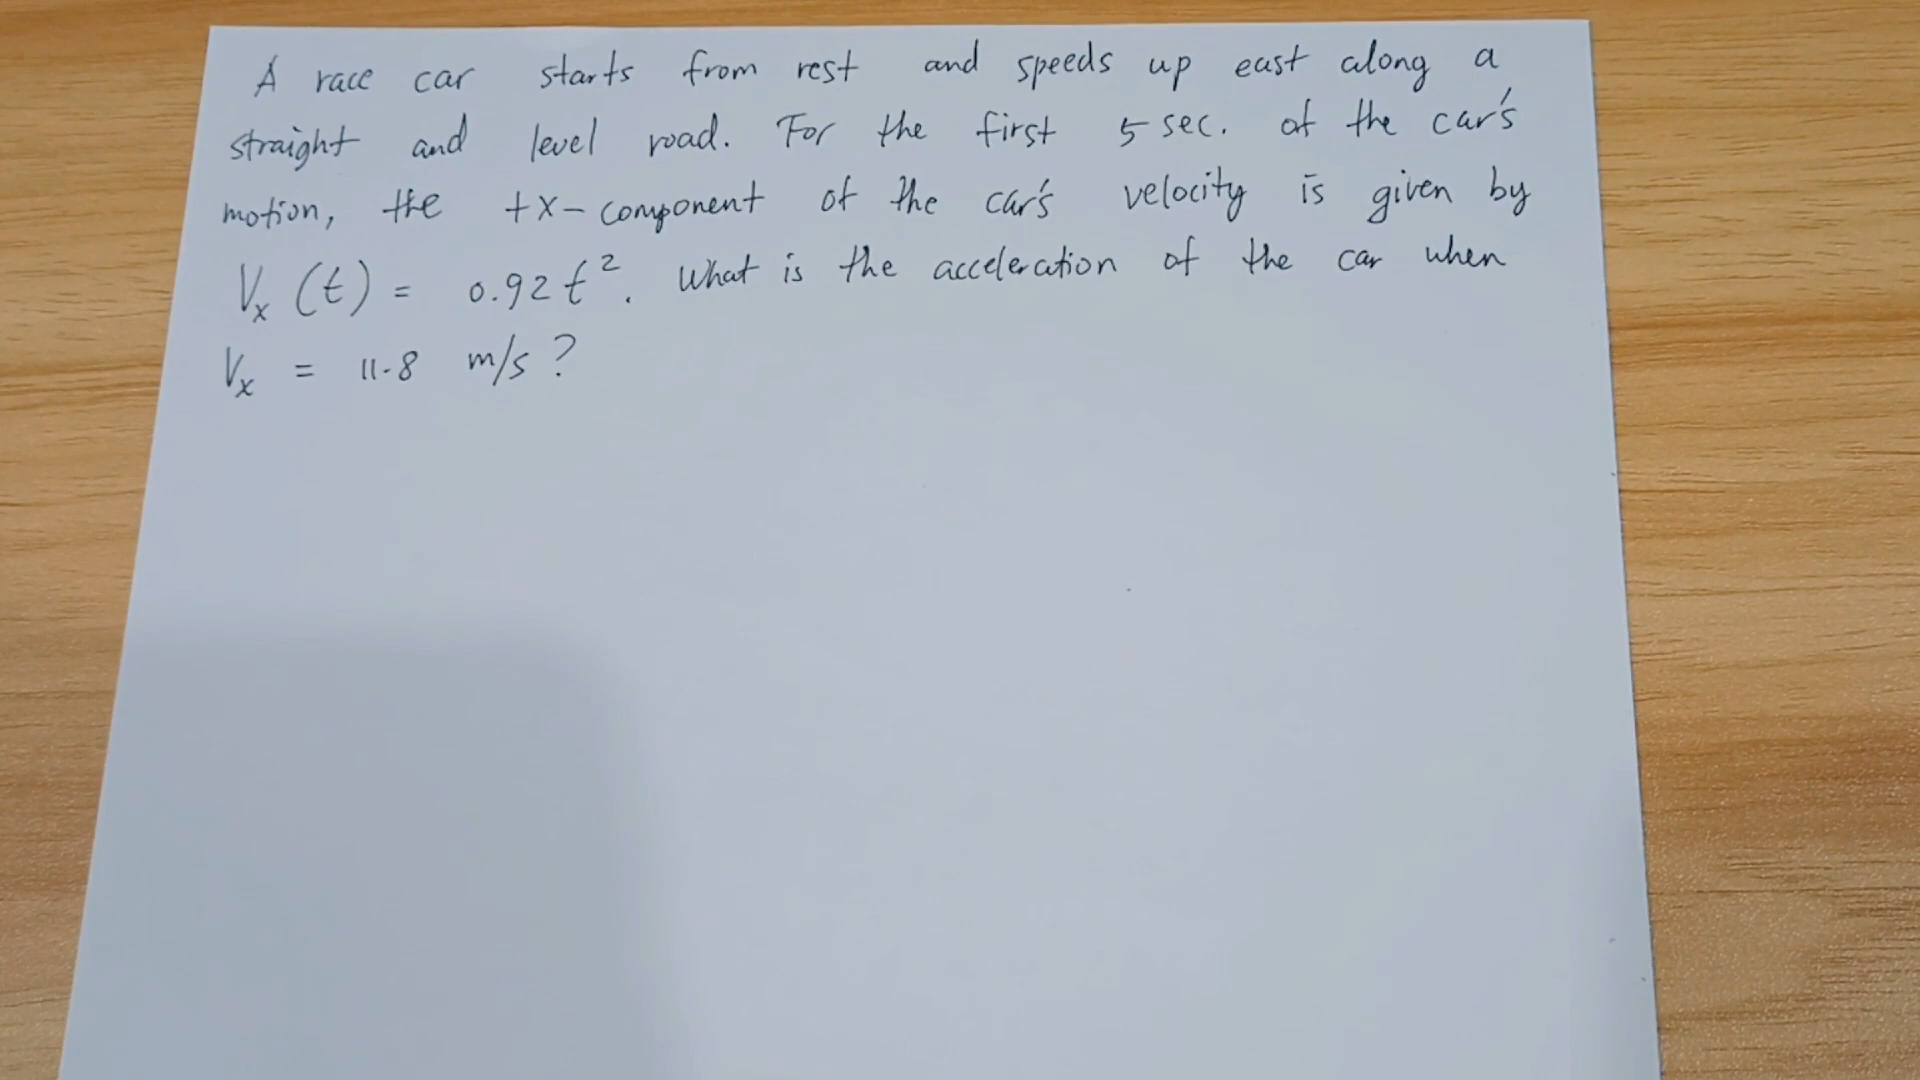 A race car starts from rest and speeds up east along a
straight and level road. For the first 5 sec. of the car's
motion, the +x-component of the car's velocity is given by
Vx (t) = 0.92 t². What is the acceleration of the car when
Vx = 11.8 m/s?